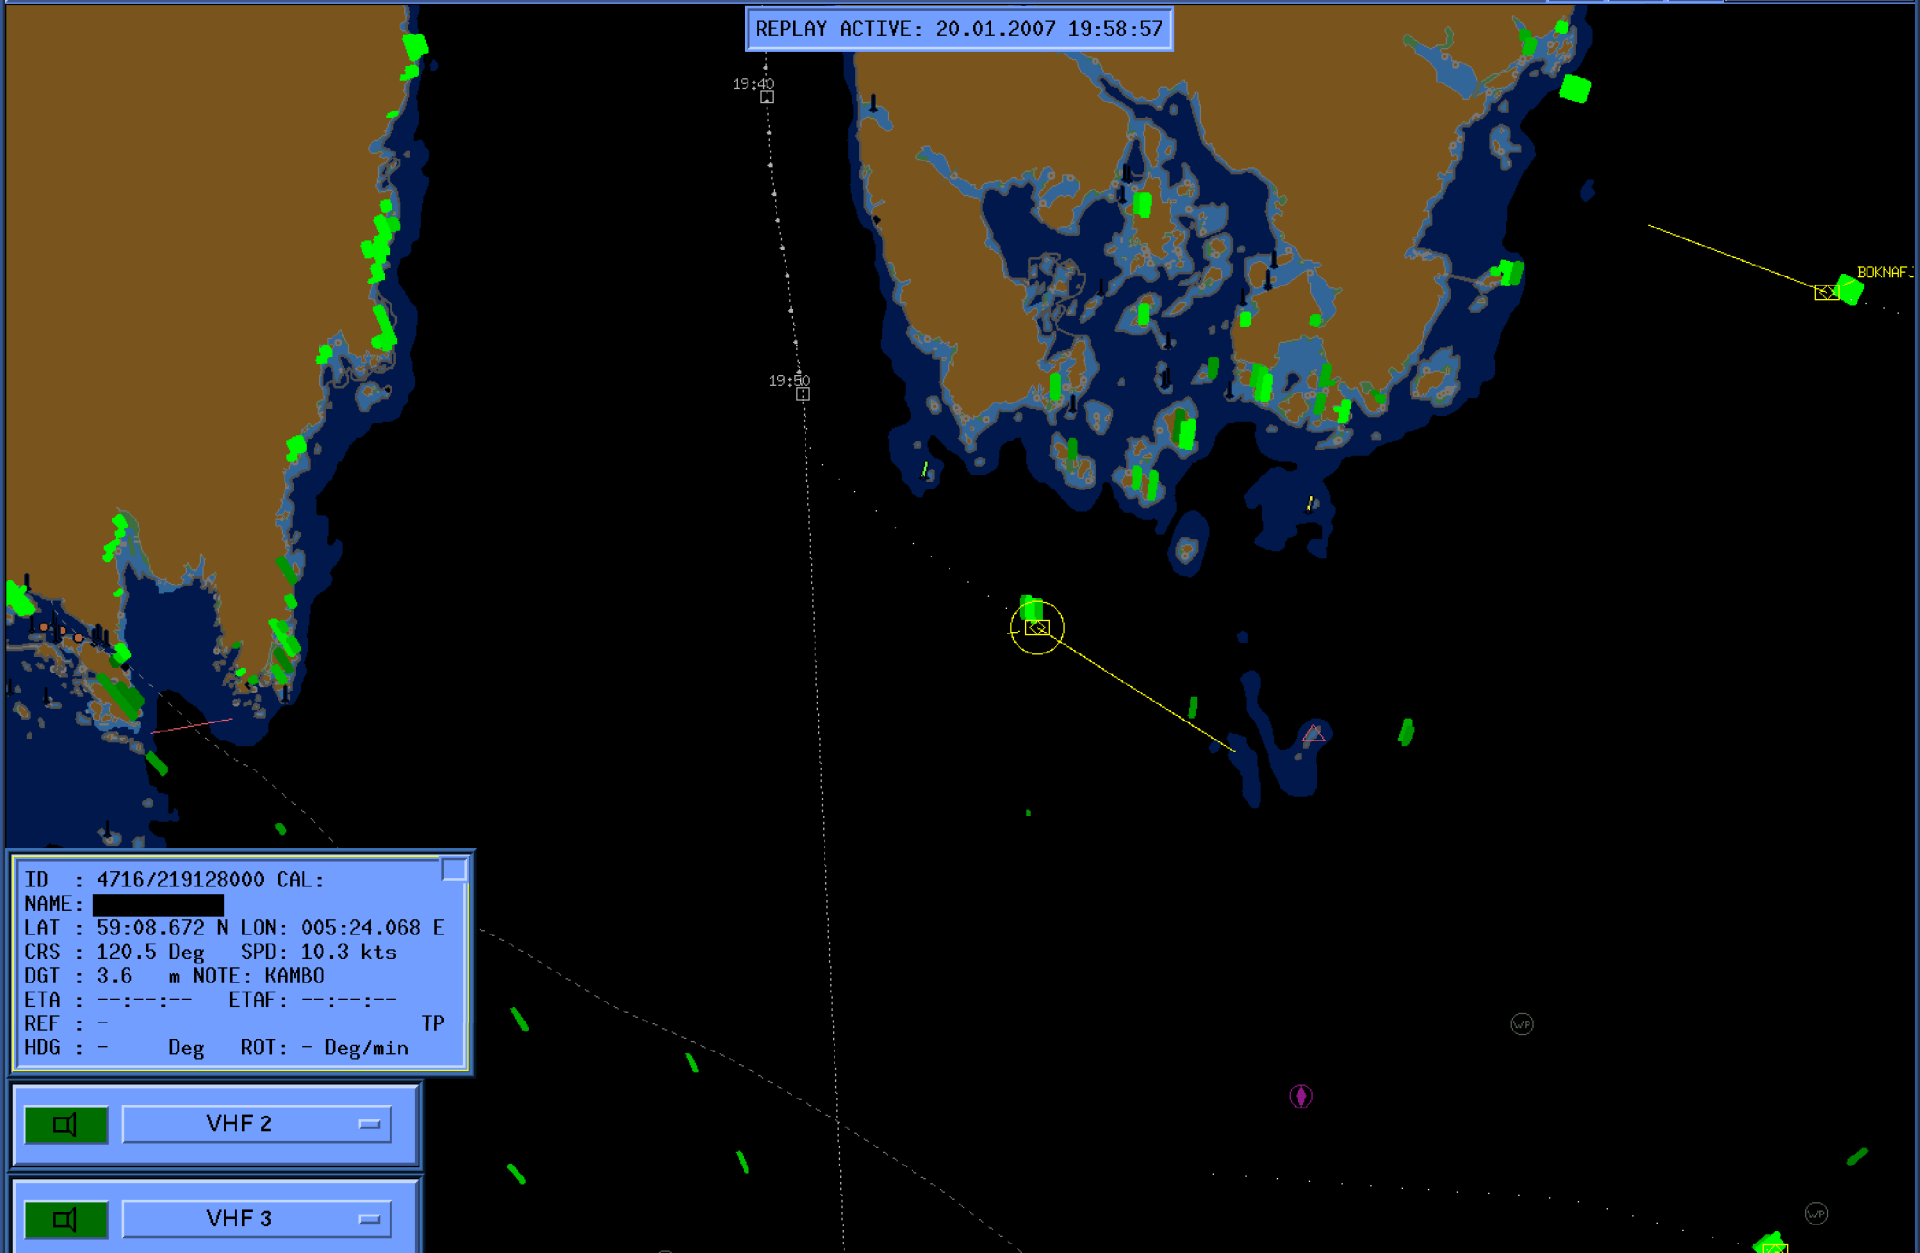 REPLAY ACTIVE: 20.01.2007 19:58:57
19:40
BOKNAFJ
19:50
ID : 4716/219128000 CAL:
NAME:
LAT : 59:08.672 N LON: 005:24.068 E
CRS : 120.5 Deg SPD: 10.3 kts
DGT : 3.6 m NOTE: KAMBO
ETA : --:--:-- ETAF: --:--:--
REF : - TP
HDG : - Deg ROT: - Deg/min
WP
VHF 2
WP
VHF 3